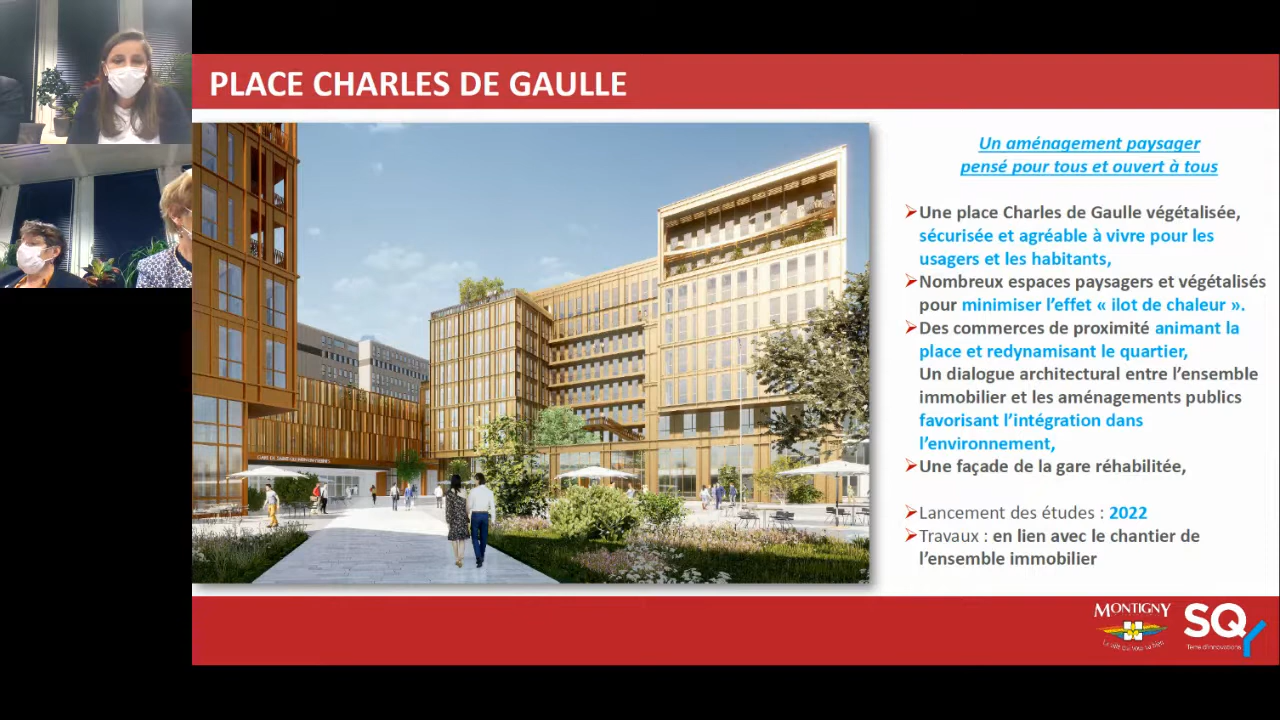 PLACE CHARLES DE GAULLE
Un aménagement paysager
pensé pour tous et ouvert à tous
➢Une place Charles de Gaulle végétalisée,
sécurisée et agréable à vivre pour les
usagers et les habitants,
➢Nombreux espaces paysagers et végétalisés
pour minimiser l’effet « ilot de chaleur ».
➢Des commerces de proximité animant la
place et redynamisant le quartier,
Un dialogue architectural entre l’ensemble
immobilier et les aménagements publics
favorisant l’intégration dans
l’environnement,
➢Une façade de la gare réhabilitée,
➢Lancement des études : 2022
➢Travaux : en lien avec le chantier de
l’ensemble immobilier
MONTIGNY
SQY
Terre d'innovations